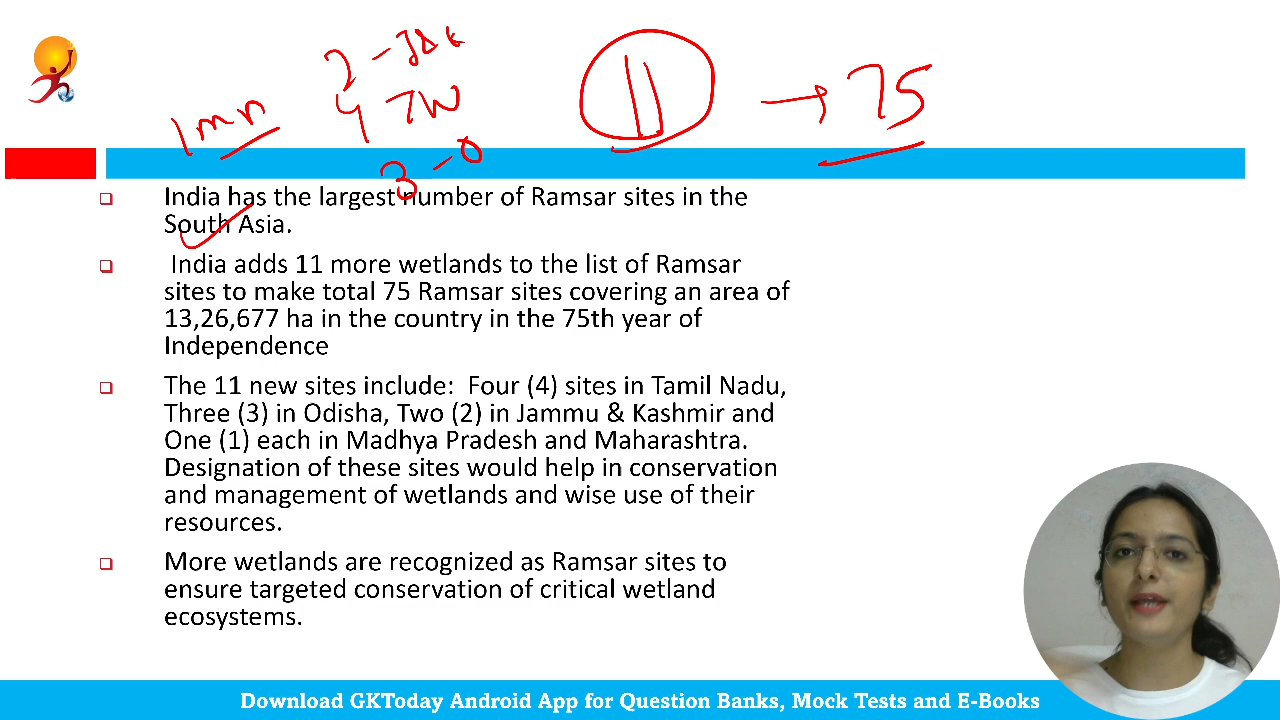 2 - J&K
1 mm
4 TN
11 → 75
3 - O
India has the largest number of Ramsar sites in the
South Asia.
India adds 11 more wetlands to the list of Ramsar
sites to make total 75 Ramsar sites covering an area of
13,26,677 ha in the country in the 75th year of
Independence
The 11 new sites include: Four (4) sites in Tamil Nadu,
Three (3) in Odisha, Two (2) in Jammu & Kashmir and
One (1) each in Madhya Pradesh and Maharashtra.
Designation of these sites would help in conservation
and management of wetlands and wise use of their
resources.
More wetlands are recognized as Ramsar sites to
ensure targeted conservation of critical wetland
ecosystems.
Download GKToday Android App for Question Banks, Mock Tests and E-Books